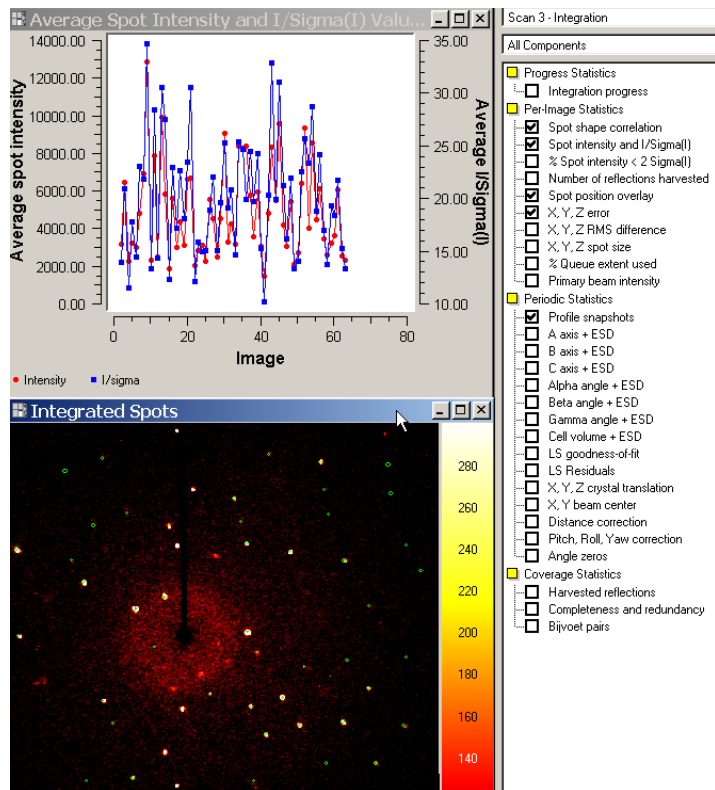 Average Spot Intensity and I/Sigma(I) Valu...
14000.00
12000.00
10000.00
8000.00
6000.00
4000.00
2000.00
0.00
Average spot intensity
35.00
30.00
25.00
20.00
15.00
10.00
Average I/Sigma(I)
0 20 40 60 80
Image
Intensity I/sigma
Integrated Spots
280
260
240
220
200
180
160
140
Scan 3 - Integration
All Components
Progress Statistics
Integration progress
Per-Image Statistics
Spot shape correlation
Spot intensity and I/Sigma(I)
% Spot intensity < 2 Sigma(I)
Number of reflections harvested
Spot position overlay
X, Y, Z error
X, Y, Z RMS difference
X, Y, Z spot size
% Queue extent used
Primary beam intensity
Periodic Statistics
Profile snapshots
A axis + ESD
B axis + ESD
C axis + ESD
Alpha angle + ESD
Beta angle + ESD
Gamma angle + ESD
Cell volume + ESD
LS goodness-of-fit
LS Residuals
X, Y, Z crystal translation
X, Y beam center
Distance correction
Pitch, Roll, Yaw correction
Angle zeros
Coverage Statistics
Harvested reflections
Completeness and redundancy
Bijvoet pairs